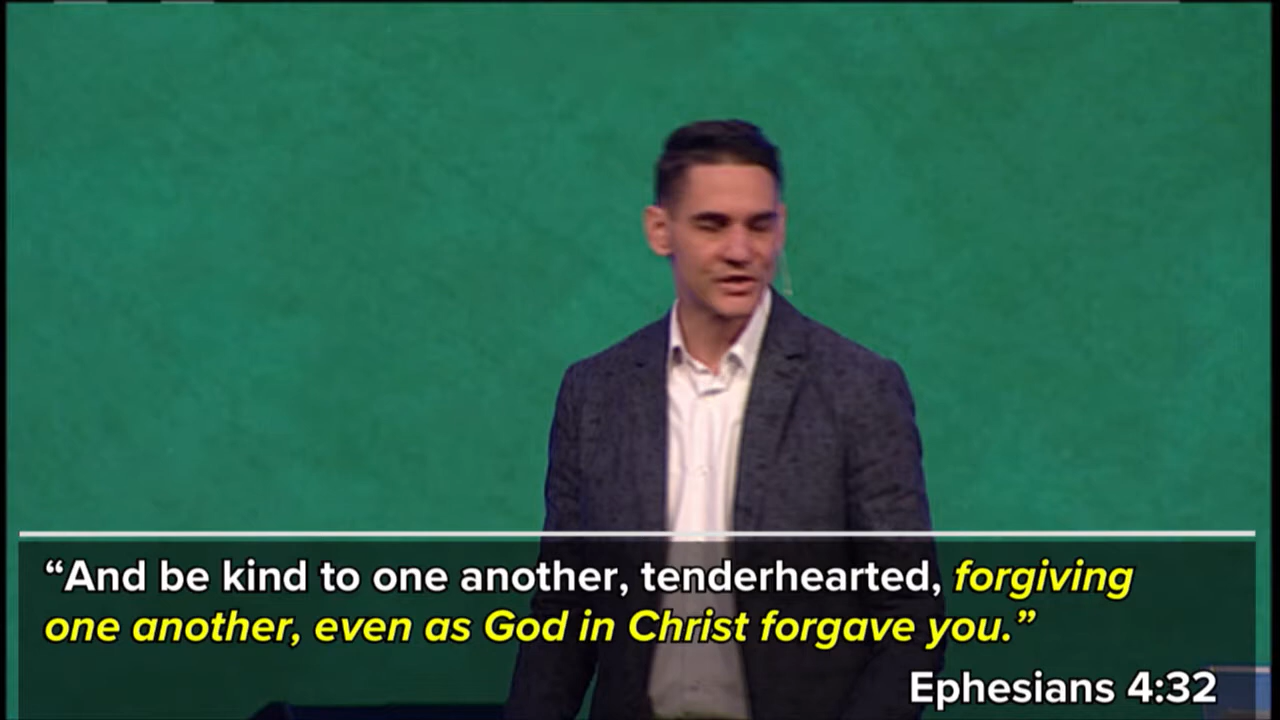 “And be kind to one another, tenderhearted, forgiving
one another, even as God in Christ forgave you.”
Ephesians 4:32